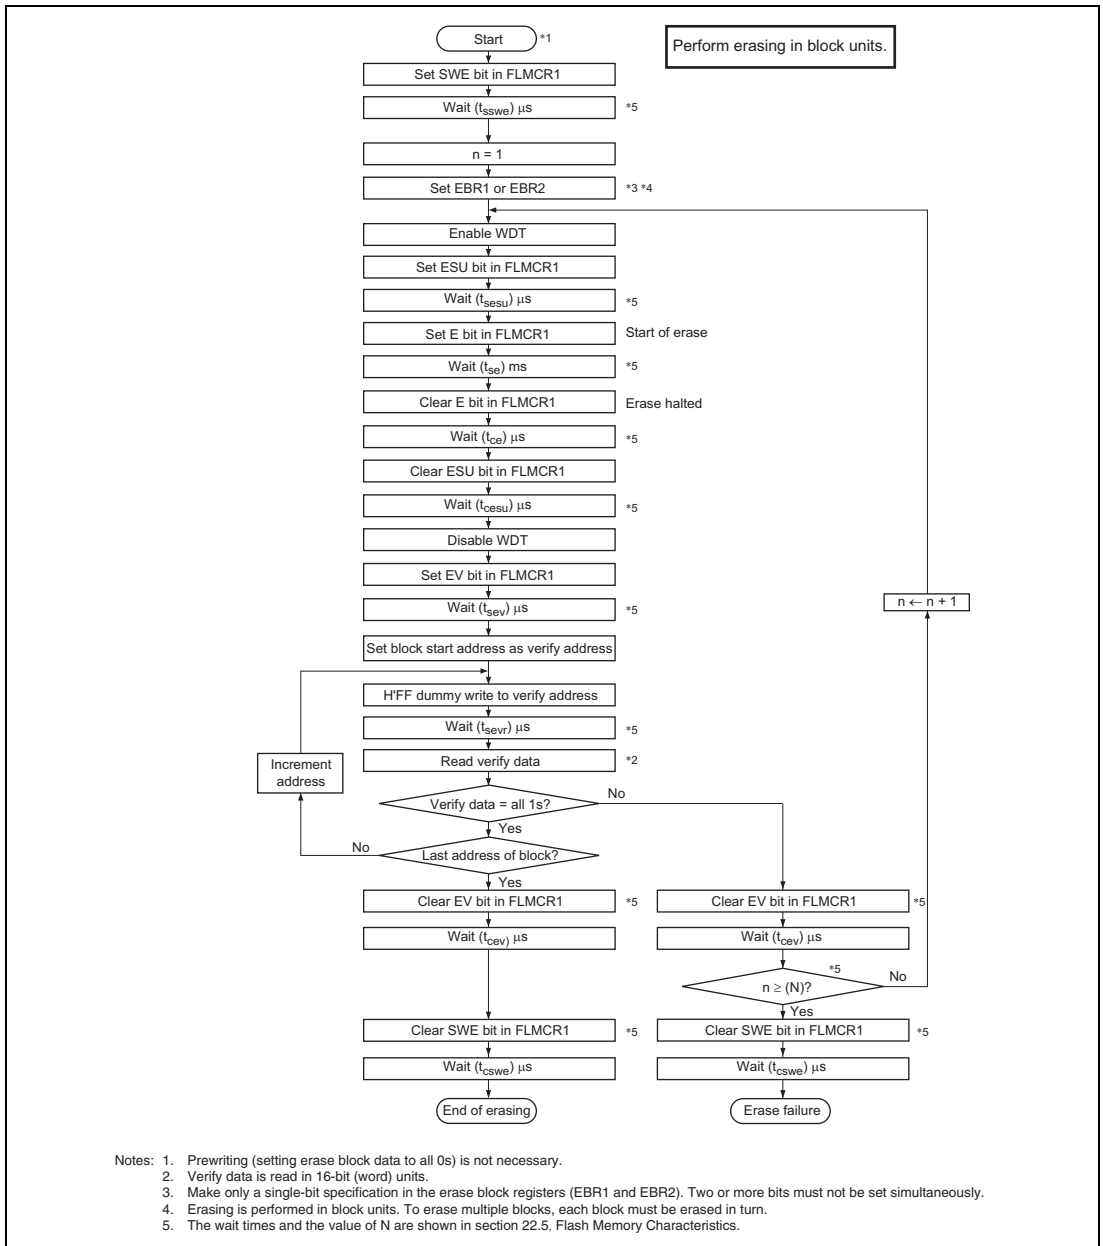 Start *1
Perform erasing in block units.
Set SWE bit in FLMCR1
Wait (tsswe) μs *5
n = 1
Set EBR1 or EBR2 *3 *4
Enable WDT
Set ESU bit in FLMCR1
Wait (tsesu) μs *5
Set E bit in FLMCR1 Start of erase
Wait (tse) ms *5
Clear E bit in FLMCR1 Erase halted
Wait (tce) μs *5
Clear ESU bit in FLMCR1
Wait (tcesu) μs *5
Disable WDT
Set EV bit in FLMCR1
n ← n + 1
Wait (tsev) μs *5
Set block start address as verify address
H'FF dummy write to verify address
Wait (tsevr) μs *5
Increment
address
Read verify data *2
Verify data = all 1s? No
Yes
No Last address of block?
Yes
Clear EV bit in FLMCR1 *5 Clear EV bit in FLMCR1 *5
Wait (tcev) μs Wait (tcev) μs
*5
n ≥ (N)? No
Yes
Clear SWE bit in FLMCR1 *5 Clear SWE bit in FLMCR1 *5
Wait (tcswe) μs Wait (tcswe) μs
End of erasing Erase failure
Notes: 1. Prewriting (setting erase block data to all 0s) is not necessary.
2. Verify data is read in 16-bit (word) units.
3. Make only a single-bit specification in the erase block registers (EBR1 and EBR2). Two or more bits must not be set simultaneously.
4. Erasing is performed in block units. To erase multiple blocks, each block must be erased in turn.
5. The wait times and the value of N are shown in section 22.5, Flash Memory Characteristics.